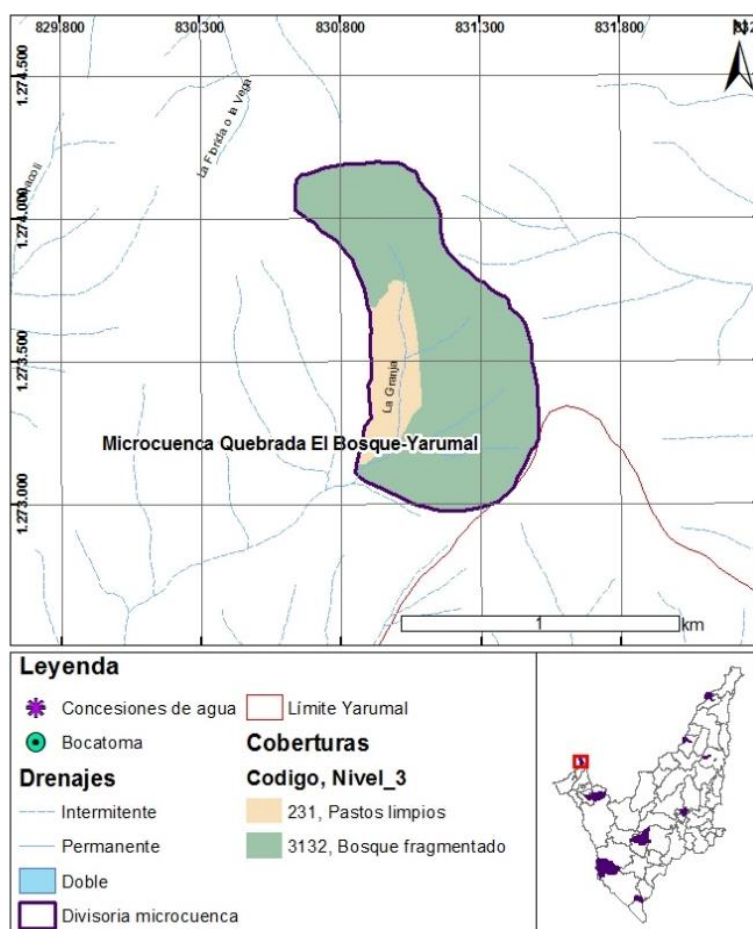 829.800
830.300
830.800
831.300
831.800
N
1.274.500
1.274.000
1.273.500
1.273.000
La Florida o la Vega
La Granja
Microcuenca Quebrada El Bosque-Yarumal
1
km
Leyenda
Concesiones de agua
Bocatoma
Drenajes
Intermitente
Permanente
Doble
Divisoria microcuenca
Límite Yarumal
Coberturas
Codigo, Nivel_3
231, Pastos limpios
3132, Bosque fragmentado